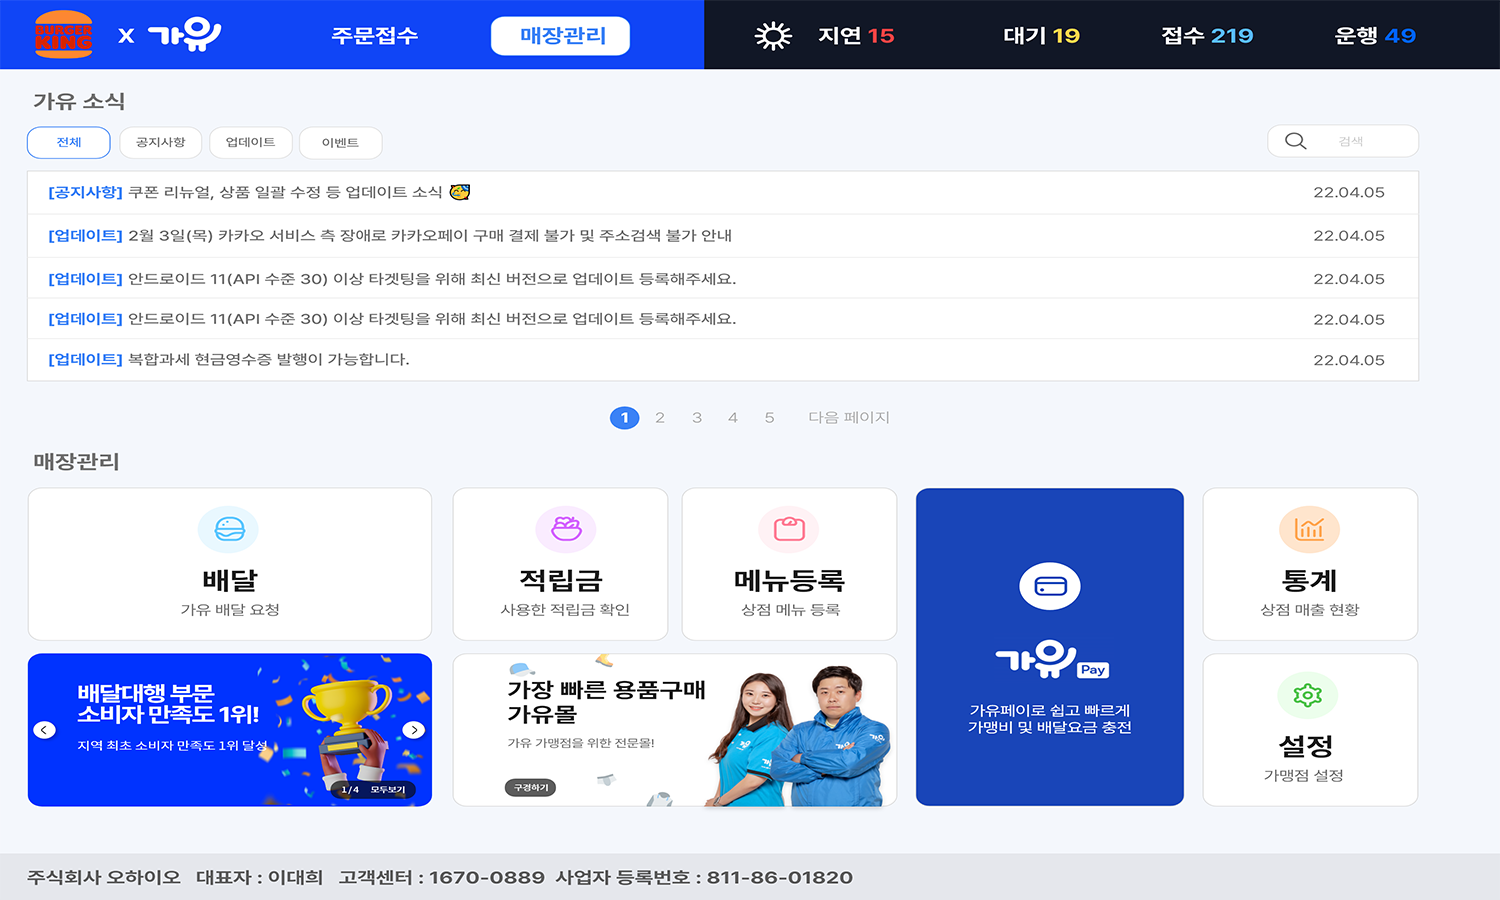 BURGER KING X 가유 주문접수 매장관리 지연 15 대기 19 접수 219 운행 49
가유 소식
전체 공지사항 업데이트 이벤트 검색
[공지사항] 쿠폰 리뉴얼, 상품 일괄 수정 등 업데이트 소식 22.04.05
[업데이트] 2월 3일(목) 카카오 서비스 측 장애로 카카오페이 구매 결제 불가 및 주소검색 불가 안내 22.04.05
[업데이트] 안드로이드 11(API 수준 30) 이상 타겟팅을 위해 최신 버전으로 업데이트 등록해주세요. 22.04.05
[업데이트] 안드로이드 11(API 수준 30) 이상 타겟팅을 위해 최신 버전으로 업데이트 등록해주세요. 22.04.05
[업데이트] 복합과세 현금영수증 발행이 가능합니다. 22.04.05
1 2 3 4 5 다음 페이지
매장관리
배달
가유 배달 요청
적립금
사용한 적립금 확인
메뉴등록
상점 메뉴 등록
가유 Pay
가유페이로 쉽고 빠르게
가맹비 및 배달요금 충전
통계
상점 매출 현황
배달대행 부문
소비자 만족도 1위!
지역 최초 소비자 만족도 1위 달성
1/4 모두보기
가장 빠른 용품구매
가유몰
가유 가맹점을 위한 전문몰!
구경하기
가유
가유
설정
가맹점 설정
주식회사 오하이오 대표자 : 이대희 고객센터 : 1670-0889 사업자 등록번호 : 811-86-01820